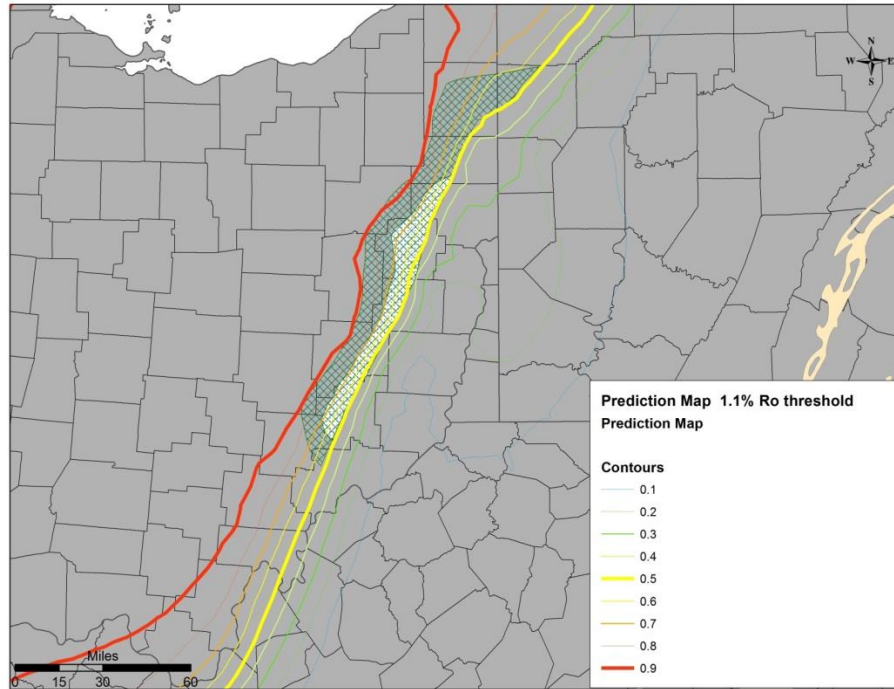 N
W E
S
Prediction Map 1.1% Ro threshold
Prediction Map
Contours
0.1
0.2
0.3
0.4
0.5
0.6
0.7
0.8
0.9
Miles
0 15 30 60